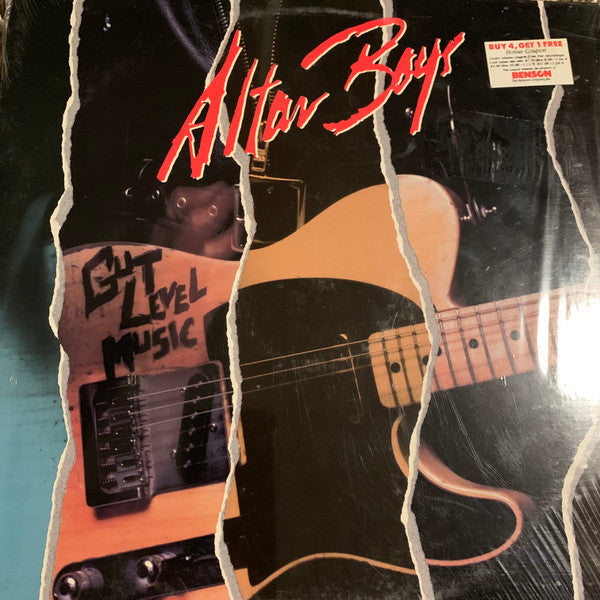 BUY 4, GET 1 FREE
Bonus Coupon
BENSON
Altar Boys
GUT
LEVEL
MUSIC